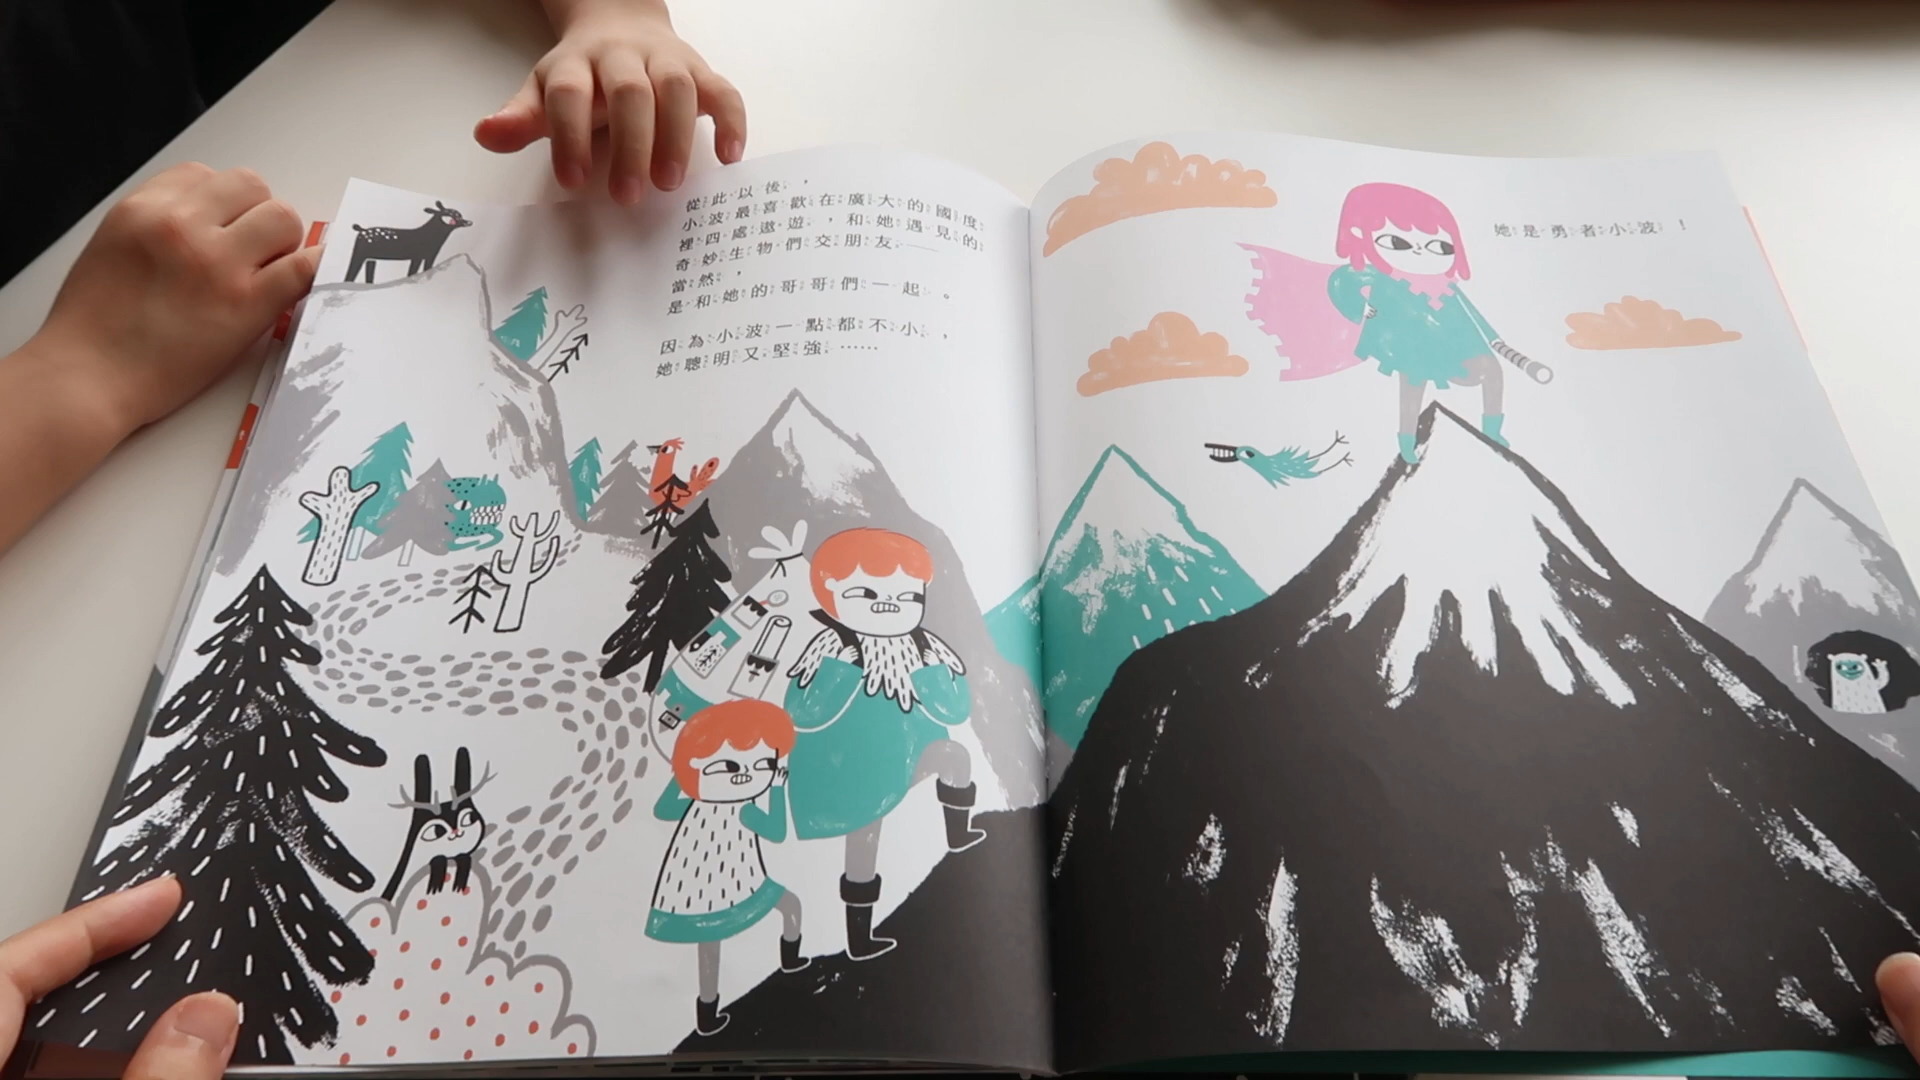 從此以後，
小波最喜歡在廣大的國度
裡四處遨遊，和她遇見的
奇妙生物們交朋友——
當然，
是和她的哥哥們一起。
因為小波一點都不小，
她聰明又堅強……
她是勇者小波！